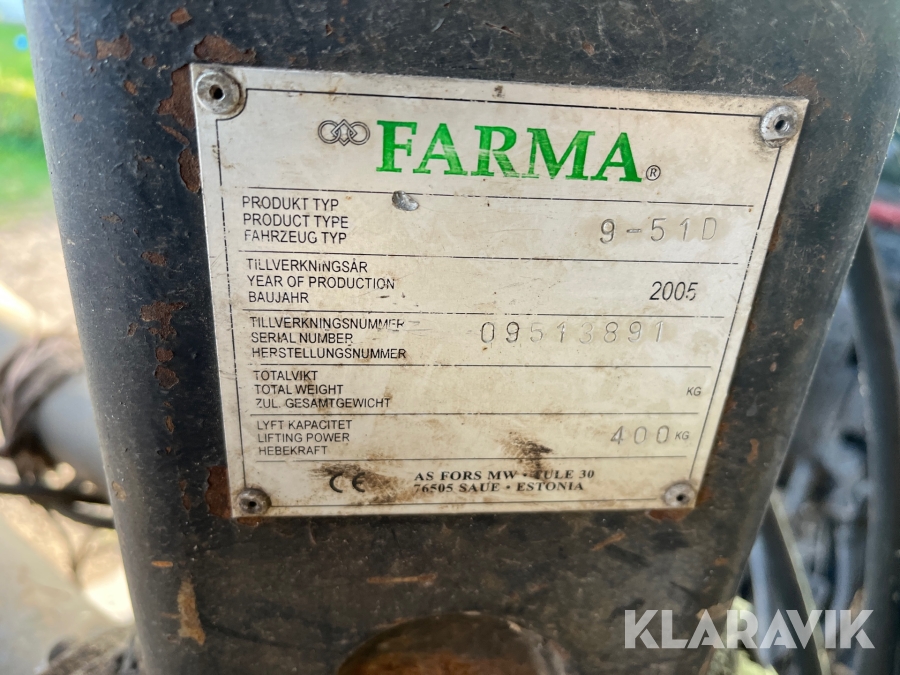 FARMA®
PRODUKT TYP
PRODUCT TYPE 9-51D
FAHRZEUG TYP
TILLVERKNINGSÅR
YEAR OF PRODUCTION 2005
BAUJAHR
TILLVERKNINGSNUMMER
SERIAL NUMBER 09513891
HERSTELLUNGSNUMMER
TOTALVIKT
TOTAL WEIGHT KG
ZUL. GESAMTGEWICHT
LYFT KAPACITET
LIFTING POWER 400 KG
HEBEKRAFT
CE AS FORS MW · TULE 30
76505 SAUE · ESTONIA
KLARAVIK